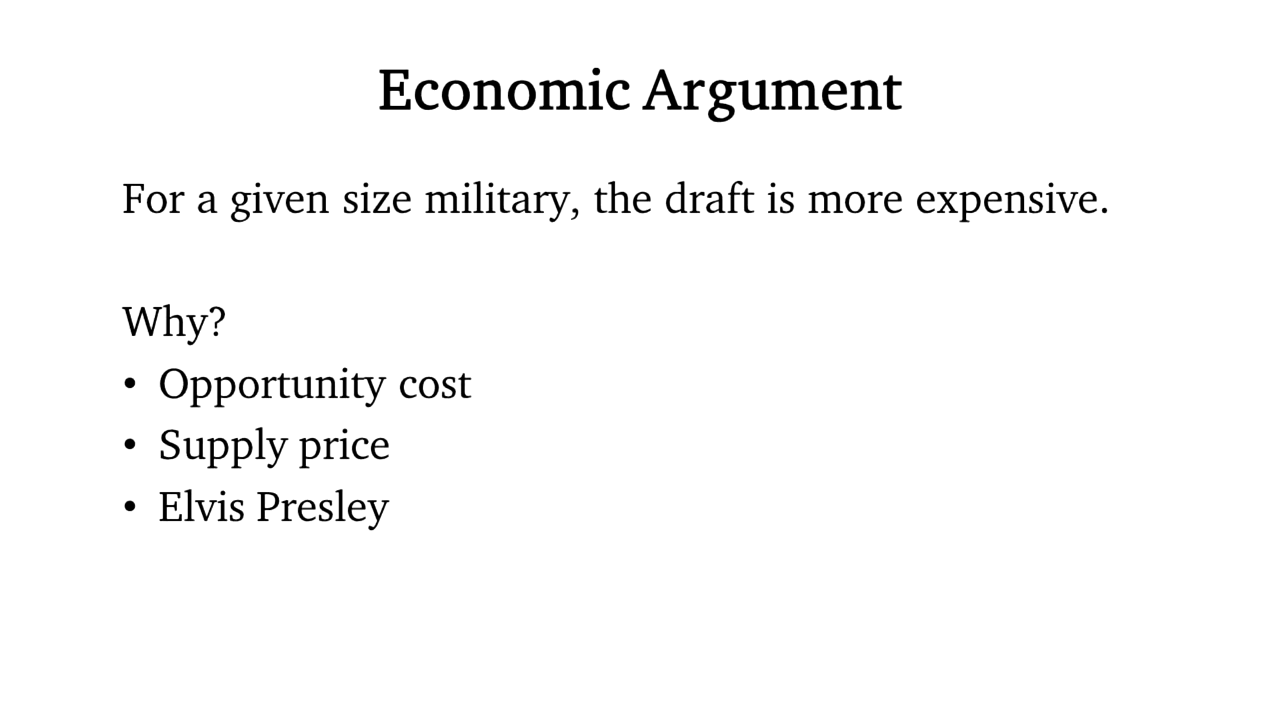 Economic Argument
For a given size military, the draft is more expensive.
Why?
• Opportunity cost
• Supply price
• Elvis Presley